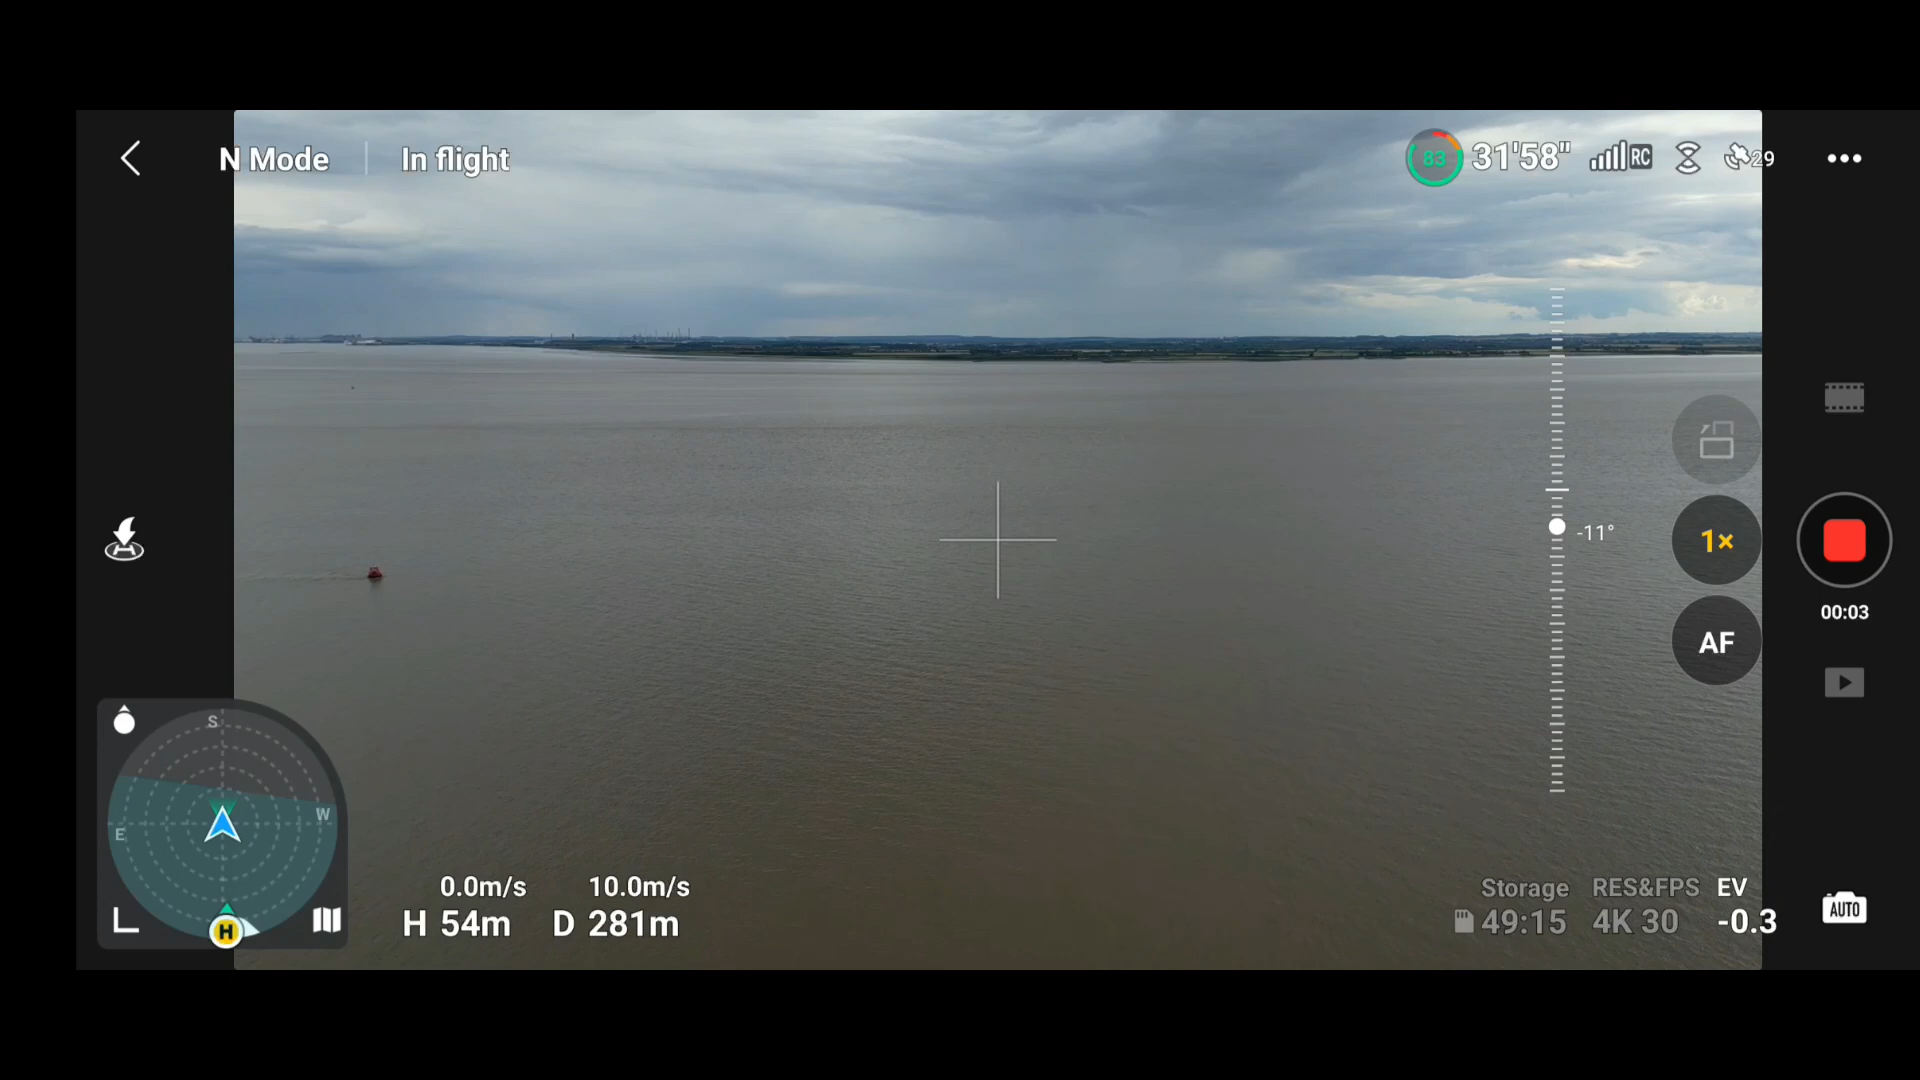 N Mode In flight 83 31'58" RC 29
-11°
1×
00:03
AF
S
W
E
H
0.0m/s 10.0m/s
H 54m D 281m
Storage RES&FPS EV
49:15 4K 30 -0.3
AUTO